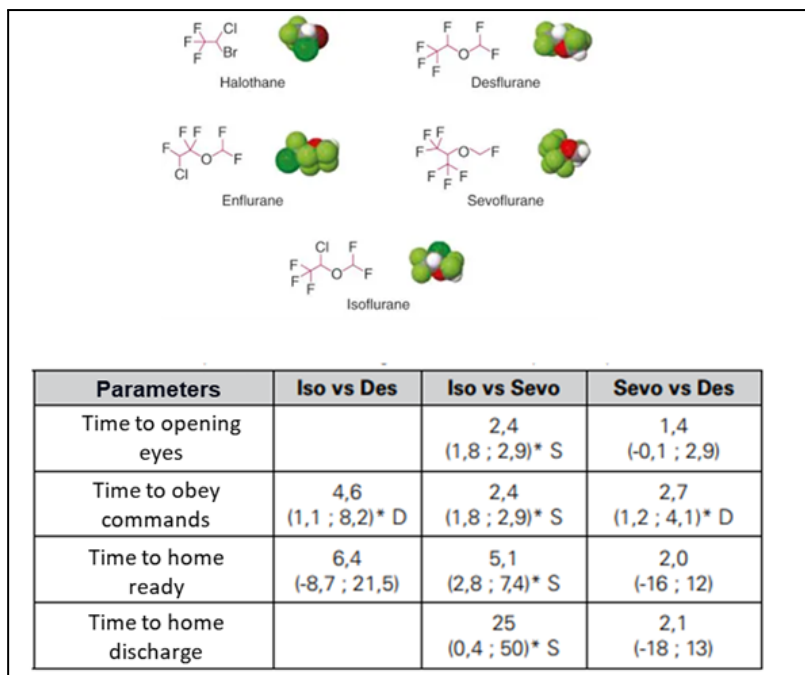 F Cl
F
F Br
Halothane
F F
F
F O F
F
Desflurane
F F F
F
O F
Cl
Enflurane
F F
F O F
F F F
Sevoflurane
Cl F
F
F O F
F
Isoflurane
Parameters Iso vs Des Iso vs Sevo Sevo vs Des
Time to opening
eyes
2,4
(1,8 ; 2,9)* S
1,4
(-0,1 ; 2,9)
Time to obey
commands
4,6
(1,1 ; 8,2)* D
2,4
(1,8 ; 2,9)* S
2,7
(1,2 ; 4,1)* D
Time to home
ready
6,4
(-8,7 ; 21,5)
5,1
(2,8 ; 7,4)* S
2,0
(-16 ; 12)
Time to home
discharge
25
(0,4 ; 50)* S
2,1
(-18 ; 13)